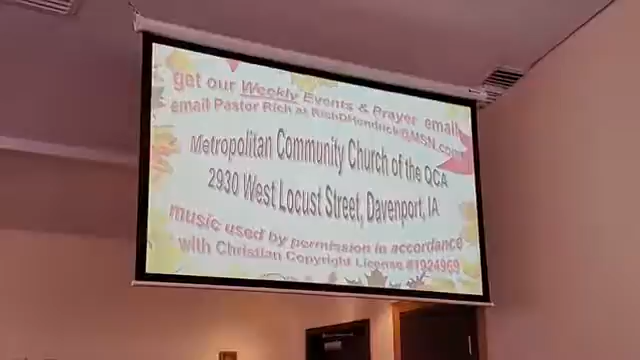 get our Weekly Events & Prayer email
email Pastor Rich at RichDHendrick@MSN.com
Metropolitan Community Church of the QCA
2930 West Locust Street, Davenport, IA
music used by permission in accordance
with Christian Copyright License #1924969